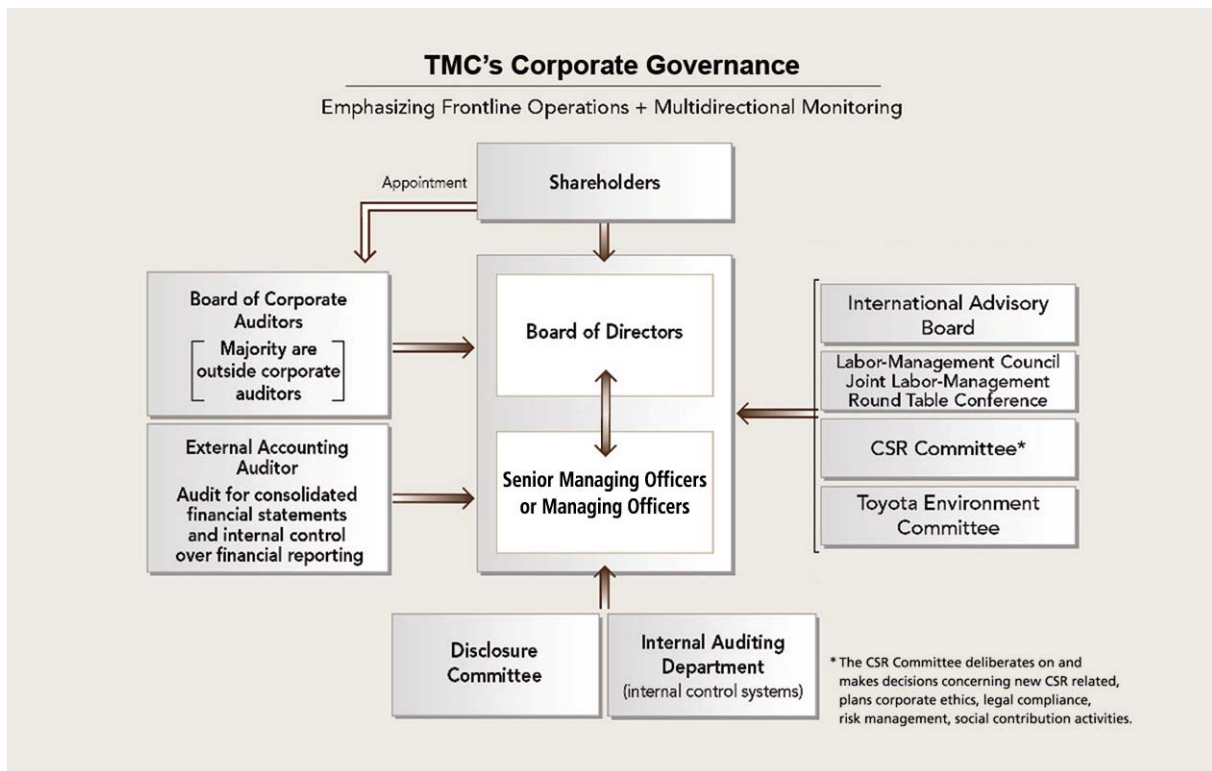 TMC’s Corporate Governance
Emphasizing Frontline Operations + Multidirectional Monitoring
Appointment
Shareholders
Board of Corporate
Auditors
Majority are
outside corporate
auditors
External Accounting
Auditor
Audit for consolidated
financial statements
and internal control
over financial reporting
Board of Directors
Senior Managing Officers
or Managing Officers
International Advisory
Board
Labor-Management Council
Joint Labor-Management
Round Table Conference
CSR Committee*
Toyota Environment
Committee
Disclosure
Committee
Internal Auditing
Department
(internal control systems)
* The CSR Committee deliberates on and
makes decisions concerning new CSR related,
plans corporate ethics, legal compliance,
risk management, social contribution activities.